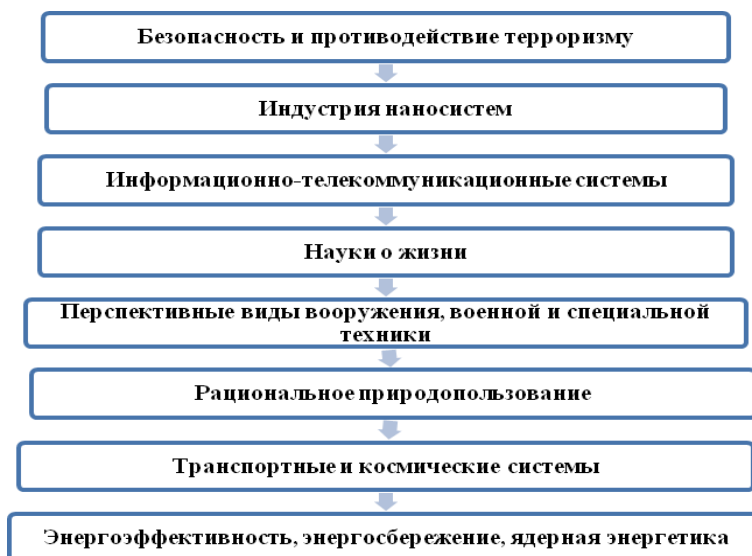 Безопасность и противодействие терроризму
Индустрия наносистем
Информационно-телекоммуникационные системы
Науки о жизни
Перспективные виды вооружения, военной и специальной
техники
Рациональное природопользование
Транспортные и космические системы
Энергоэффективность, энергосбережение, ядерная энергетика